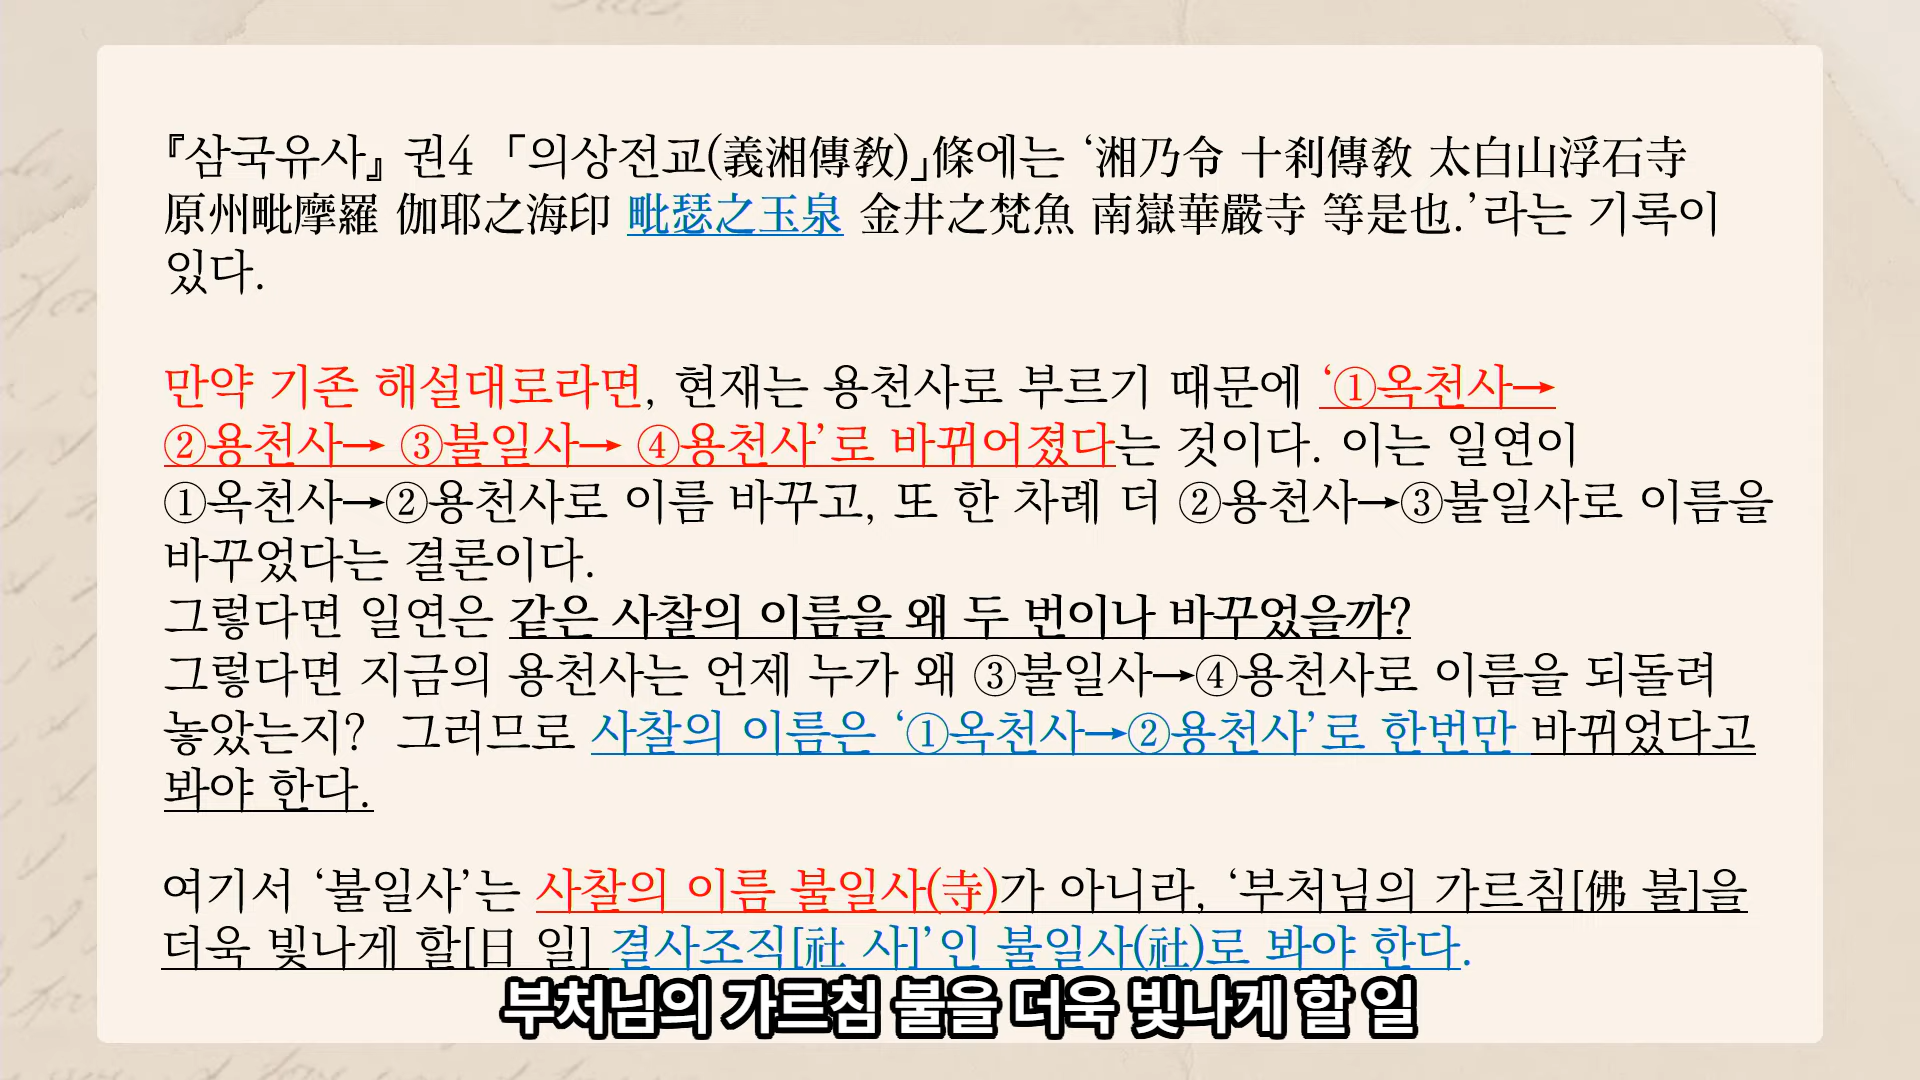 『삼국유사』 권4 「의상전교(義湘傳敎)」條에는 ‘湘乃令 十刹傳敎 太白山浮石寺
原州毗摩羅 伽耶之海印 毗瑟之玉泉 金井之梵魚 南嶽華嚴寺 等是也.’라는 기록이
있다.
만약 기존 해설대로라면, 현재는 용천사로 부르기 때문에 ‘①옥천사→
②용천사→ ③불일사→ ④용천사’로 바뀌어졌다는 것이다. 이는 일연이
①옥천사→②용천사로 이름 바꾸고, 또 한 차례 더 ②용천사→③불일사로 이름을
바꾸었다는 결론이다.
그렇다면 일연은 같은 사찰의 이름을 왜 두 번이나 바꾸었을까?
그렇다면 지금의 용천사는 언제 누가 왜 ③불일사→④용천사로 이름을 되돌려
놓았는지? 그러므로 사찰의 이름은 ‘①옥천사→②용천사’로 한번만 바뀌었다고
봐야 한다.
여기서 ‘불일사’는 사찰의 이름 불일사(寺)가 아니라, ‘부처님의 가르침[佛 불]을
더욱 빛나게 할[日 일] 결사조직[社 사]’인 불일사(社)로 봐야 한다.
부처님의 가르침 불을 더욱 빛나게 할 일